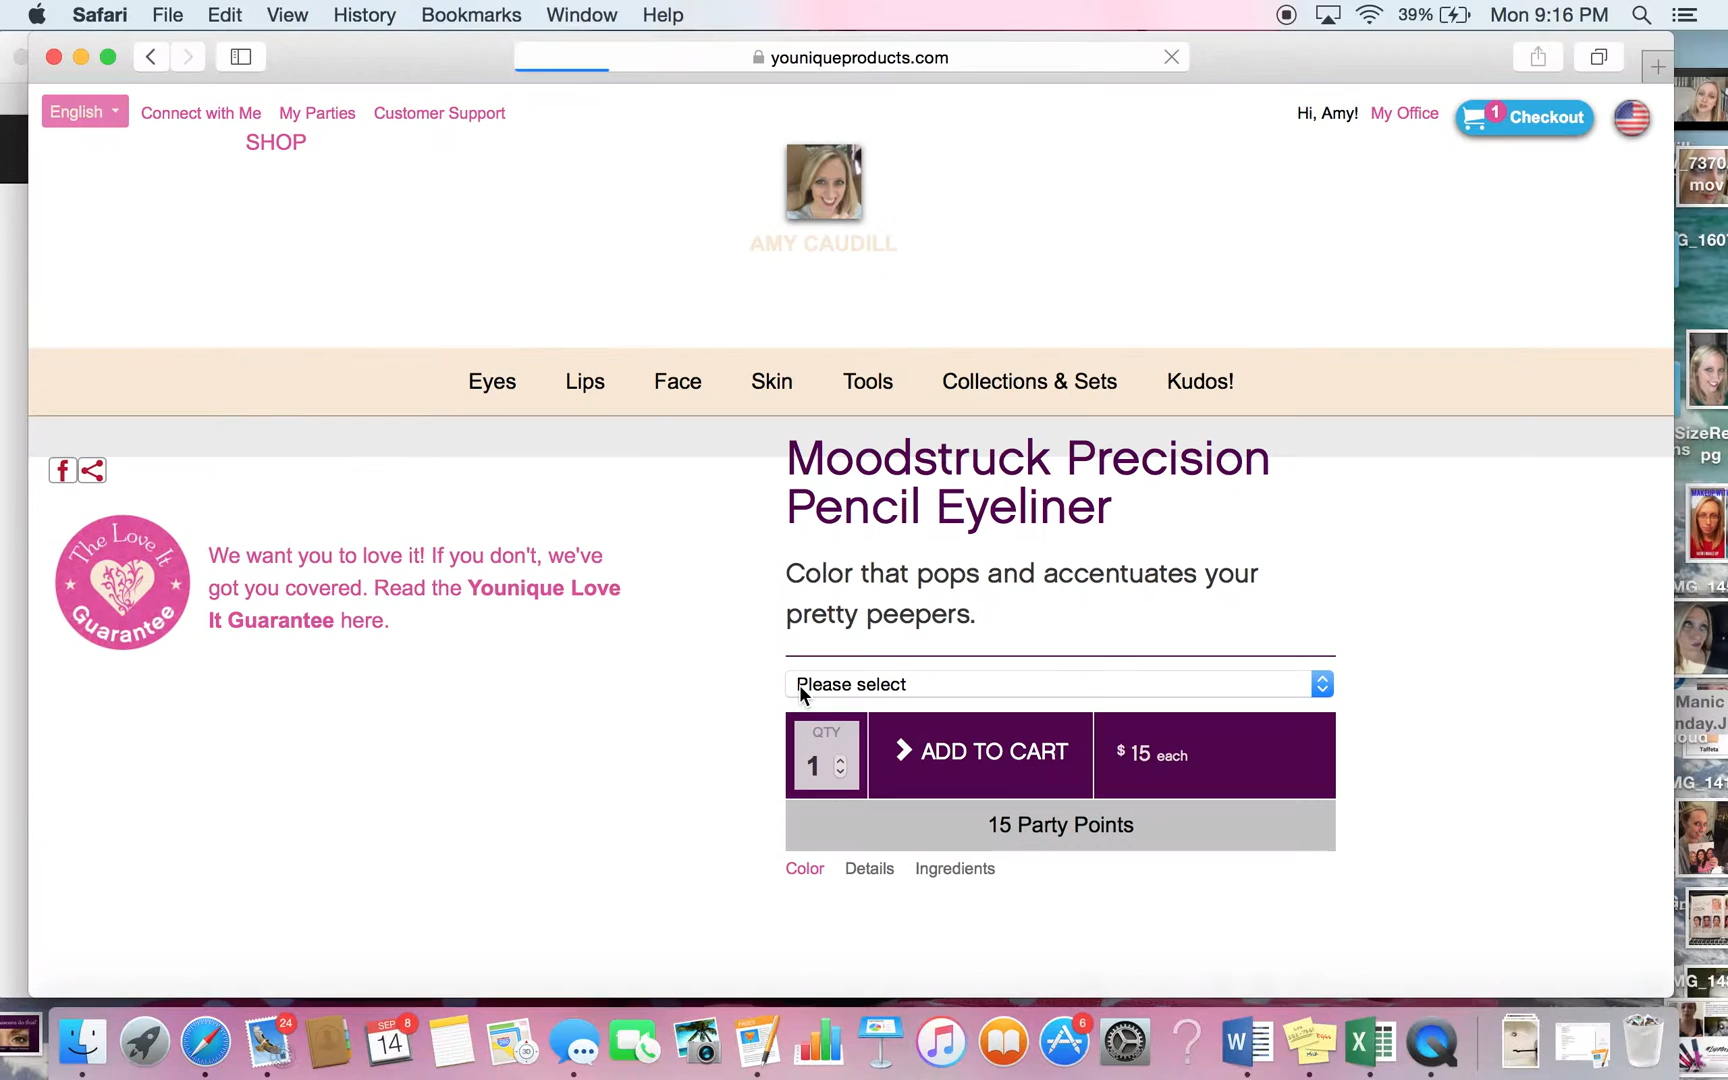 Safari File Edit View History Bookmarks Window Help 39% Mon 9:16 PM
youniqueproducts.com
English Connect with Me My Parties Customer Support Hi, Amy! My Office 1 Checkout
SHOP
AMY CAUDILL
Eyes Lips Face Skin Tools Collections & Sets Kudos!
Moodstruck Precision
Pencil Eyeliner
Color that pops and accentuates your
pretty peepers.
The Love It
Guarantee
We want you to love it! If you don't, we've
got you covered. Read the Younique Love
It Guarantee here.
Please select
QTY
1
ADD TO CART
$ 15 each
15 Party Points
Color Details Ingredients
_7370
mov
G_1607
SizeRe
pg
Manic
nday.J
Taffeta
24
SEP 8
14
6